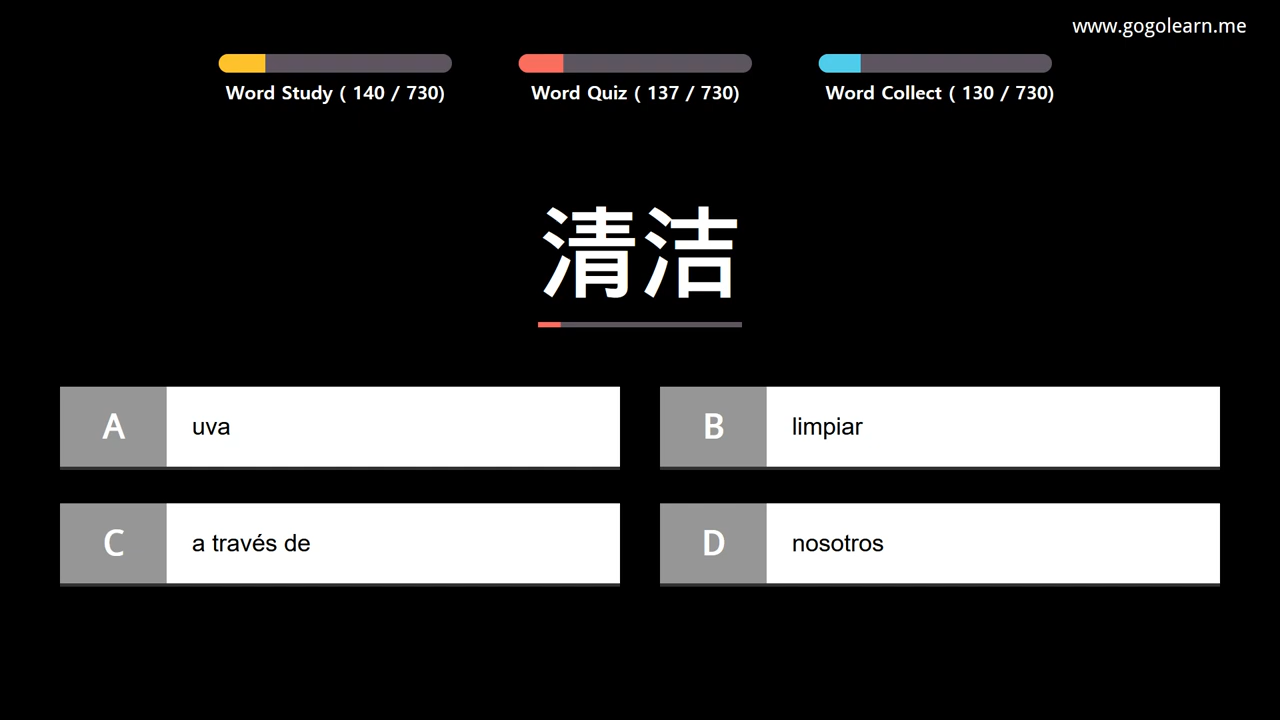 www.gogolearn.me
Word Study ( 140 / 730)
Word Quiz ( 137 / 730)
Word Collect ( 130 / 730)
清洁
A uva
B limpiar
C a través de
D nosotros